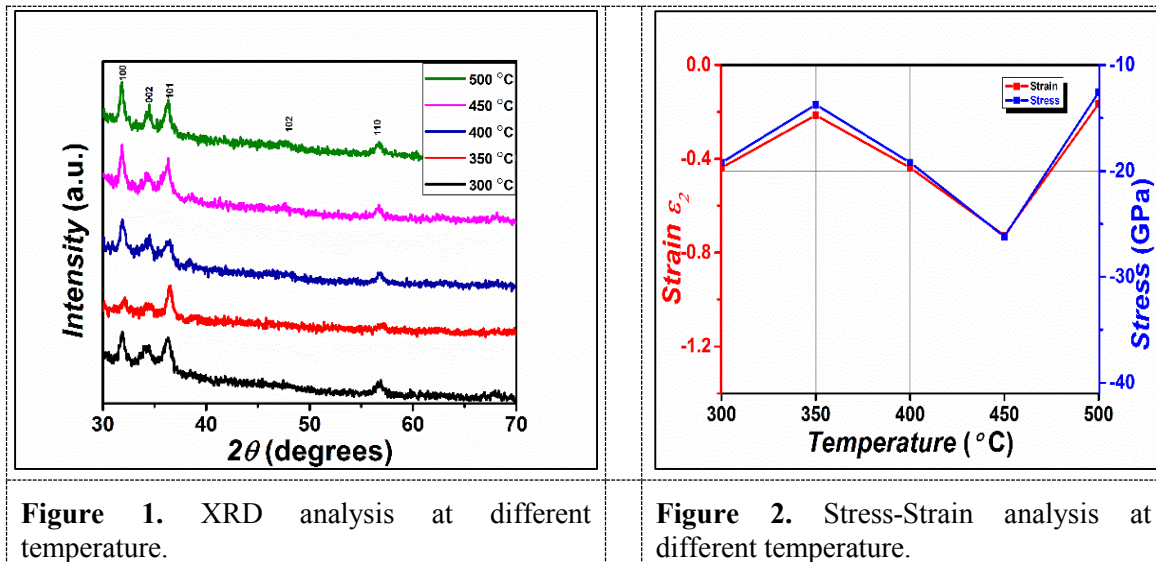 100
002
101
102
110
500 °C
450 °C
400 °C
350 °C
300 °C
Intensity (a.u.)
30 40 50 60 70
2θ (degrees)
Figure 1. XRD analysis at different
temperature.
0.0
-0.4
-0.8
-1.2
Strain ε2
Strain
Stress
-10
-20
-30
-40
Stress (GPa)
300 350 400 450 500
Temperature (°C)
Figure 2. Stress-Strain analysis at
different temperature.